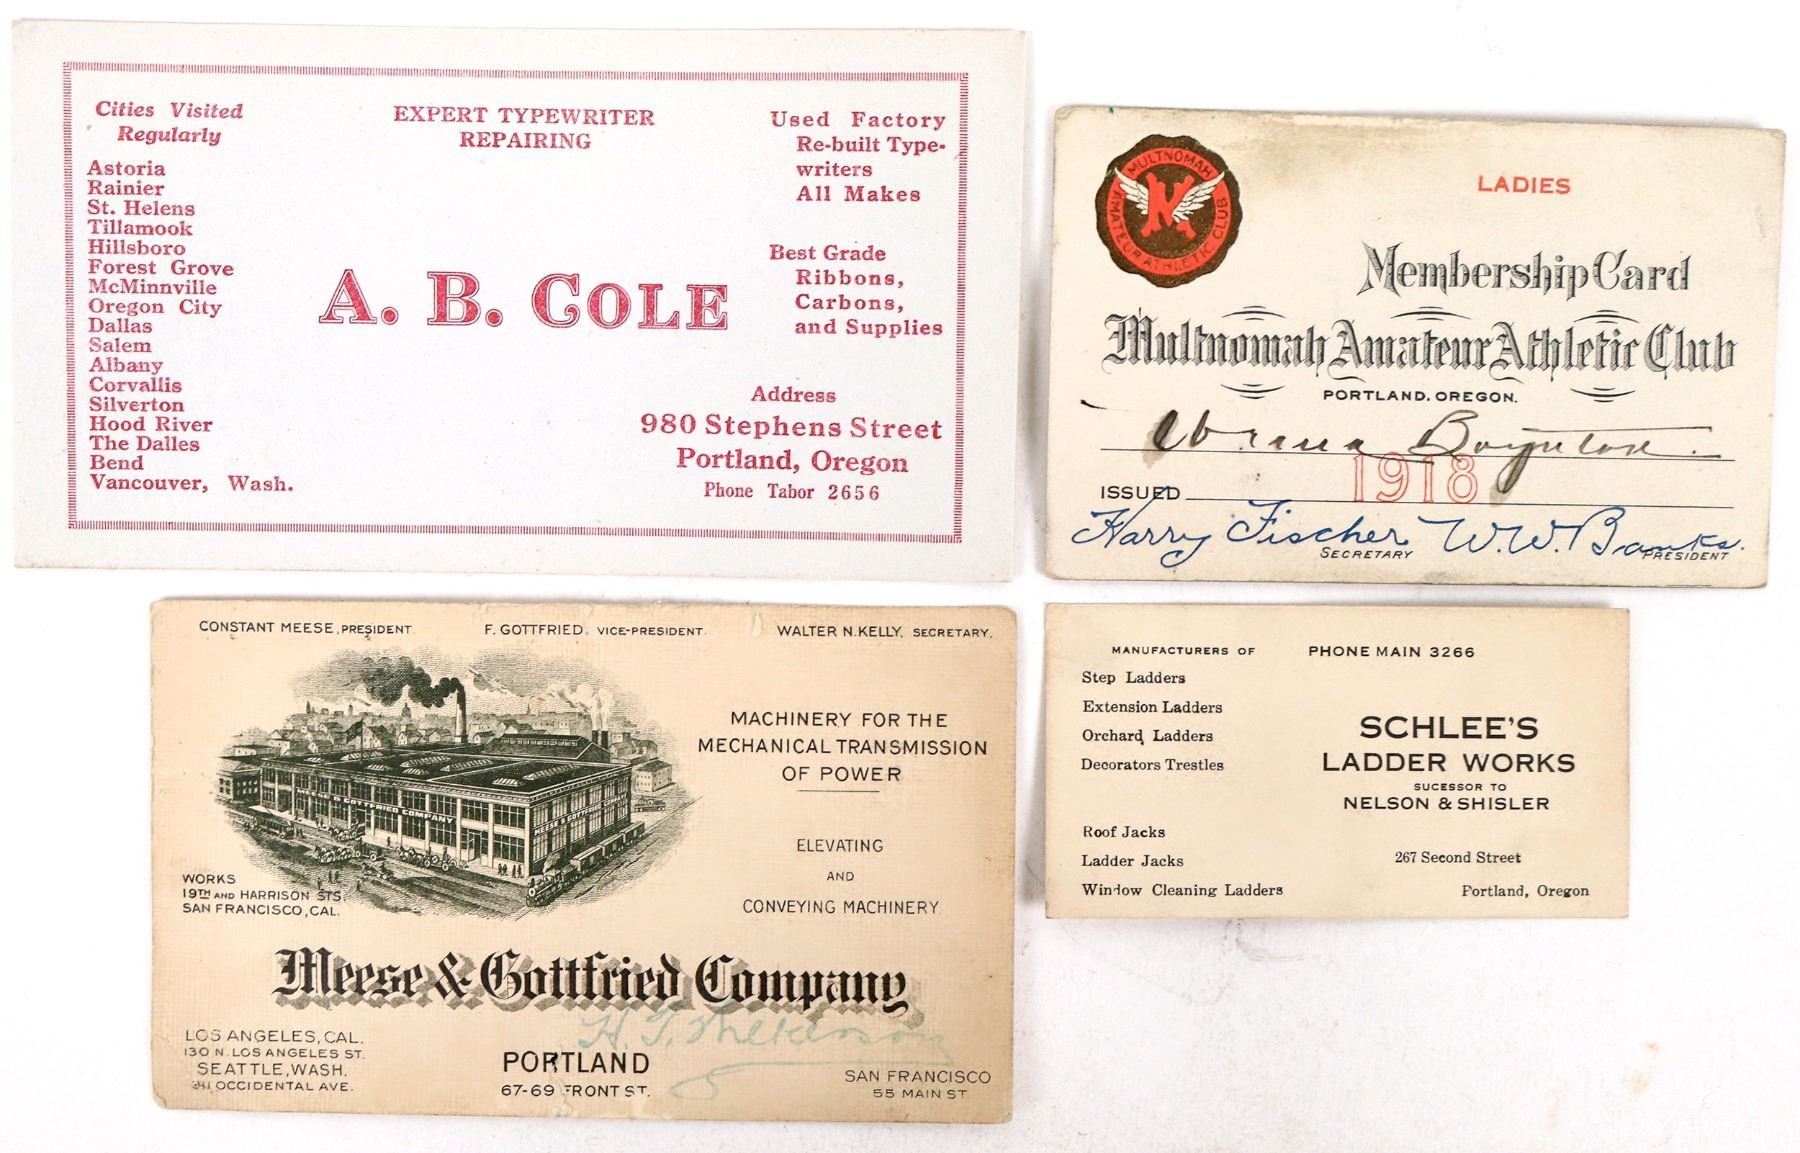 Cities Visited
Regularly
Astoria
Rainier
St. Helens
Tillamook
Hillsboro
Forest Grove
McMinnville
Oregon City
Dallas
Salem
Albany
Corvallis
Silverton
Hood River
The Dalles
Bend
Vancouver, Wash.
EXPERT TYPEWRITER
REPAIRING
A. B. COLE
Used Factory
Re-built Type-
writers
All Makes
Best Grade
Ribbons,
Carbons,
and Supplies
Address
980 Stephens Street
Portland, Oregon
Phone Tabor 2656
MULTNOMAH
AMATEUR ATHLETIC CLUB
M
LADIES
Membership Card
Multnomah Amateur Athletic Club
PORTLAND, OREGON.
Boynton.
1918
ISSUED
Harry Fischer W. W. Banks.
SECRETARY PRESIDENT
CONSTANT MEESE, PRESIDENT. F. GOTTFRIED, VICE-PRESIDENT. WALTER N. KELLY, SECRETARY.
MEESE & GOTTFRIED COMPANY
MEESE & GOTTFRIED COMPANY
WORKS
19TH AND HARRISON STS.
SAN FRANCISCO, CAL.
MACHINERY FOR THE
MECHANICAL TRANSMISSION
OF POWER
ELEVATING
AND
CONVEYING MACHINERY
Meese & Gottfried Company
LOS ANGELES, CAL.
130 N. LOS ANGELES ST.
SEATTLE, WASH.
OCCIDENTAL AVE.
H.
PORTLAND
67-69 FRONT ST.
SAN FRANCISCO
55 MAIN ST.
MANUFACTURERS OF
Step Ladders
Extension Ladders
Orchard Ladders
Decorators Trestles
Roof Jacks
Ladder Jacks
Window Cleaning Ladders
PHONE MAIN 3266
SCHLEE'S
LADDER WORKS
SUCESSOR TO
NELSON & SHISLER
267 Second Street
Portland, Oregon